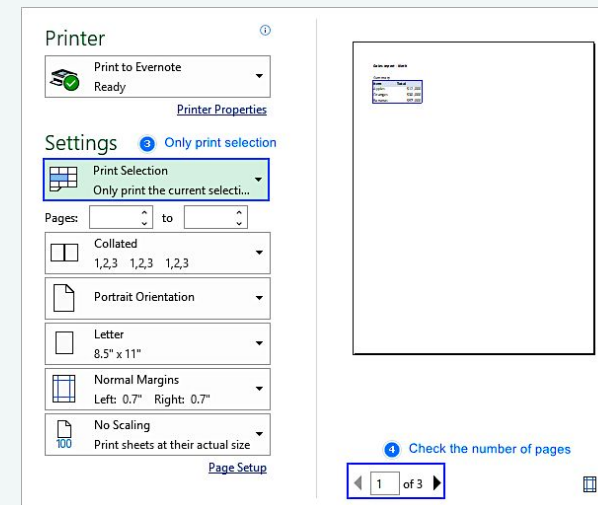 Printer
Print to Evernote
Ready
Printer Properties
Settings
3 Only print selection
Print Selection
Only print the current selecti...
Pages: to
Collated
1,2,3 1,2,3 1,2,3
Portrait Orientation
Letter
8.5" x 11"
Normal Margins
Left: 0.7" Right: 0.7"
No Scaling
100 Print sheets at their actual size
Page Setup
Summary
Item Total
4 Check the number of pages
1 of 3